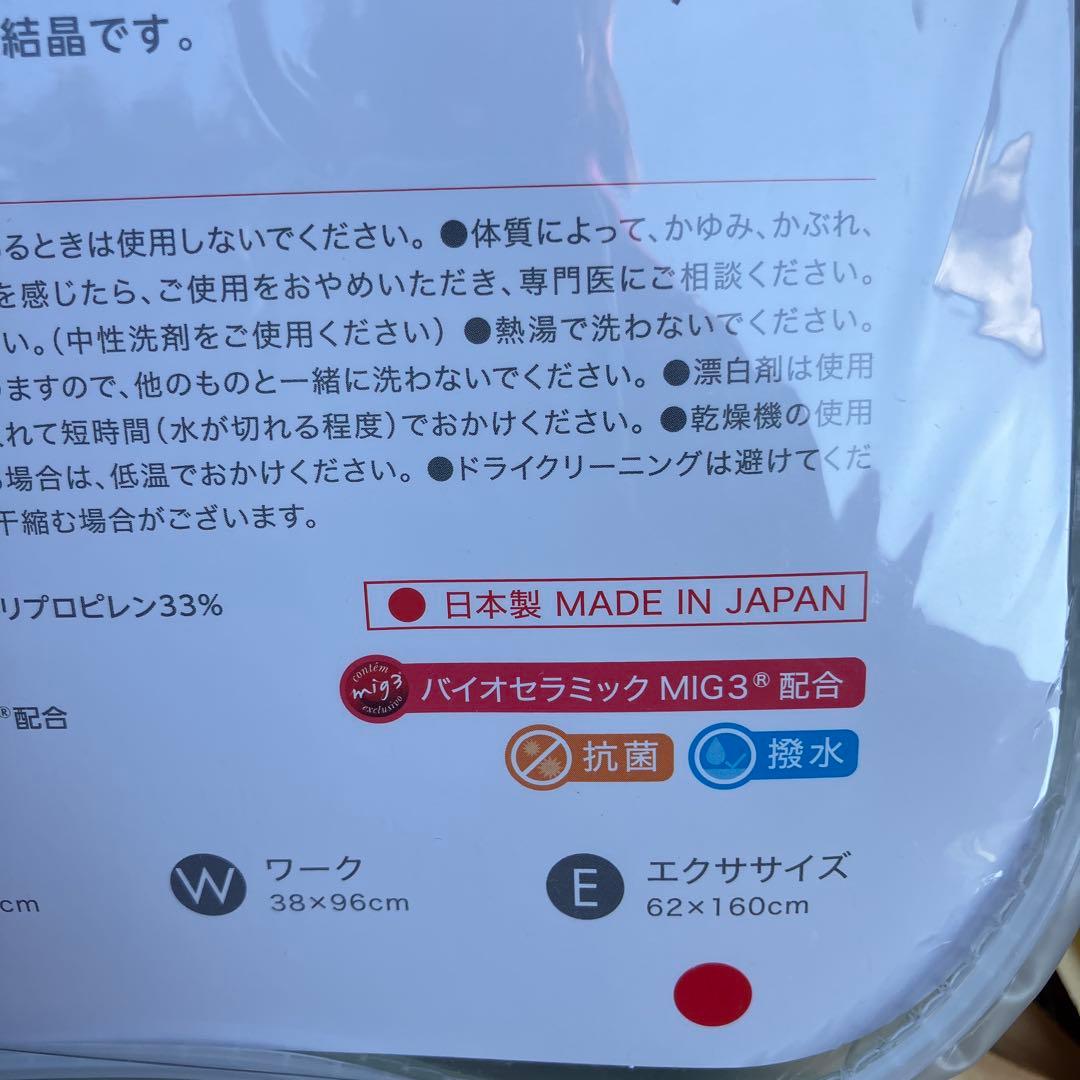 結晶です。
るときは使用しないでください。●体質によって、かゆみ、かぶれ、
を感じたら、ご使用をおやめいただき、専門医にご相談ください。
い。(中性洗剤をご使用ください) ●熱湯で洗わないでください。
ますので、他のものと一緒に洗わないでください。●漂白剤は使用
れて短時間(水が切れる程度)でおかけください。●乾燥機の使用
場合は、低温でおかけください。●ドライクリーニングは避けてくだ
干縮む場合がございます。
リプロピレン33%
日本製 MADE IN JAPAN
contém
mig3
exclusivo
バイオセラミック MIG3® 配合
®配合
抗菌
撥水
W ワーク
38×96cm
E エクササイズ
62×160cm
cm